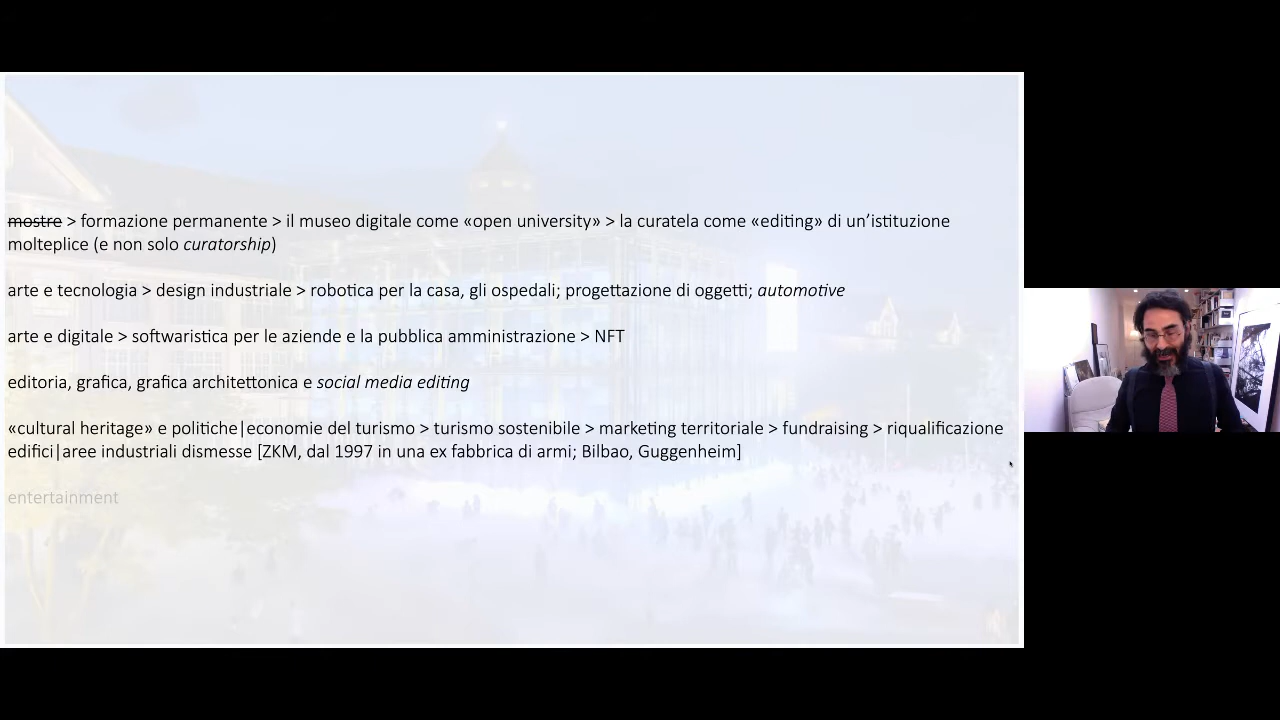 mostre > formazione permanente > il museo digitale come «open university» > la curatela come «editing» di un’istituzione
molteplice (e non solo curatorship)
arte e tecnologia > design industriale > robotica per la casa, gli ospedali; progettazione di oggetti; automotive
arte e digitale > softwaristica per le aziende e la pubblica amministrazione > NFT
editoria, grafica, grafica architettonica e social media editing
«cultural heritage» e politiche|economie del turismo > turismo sostenibile > marketing territoriale > fundraising > riqualificazione
edifici|aree industriali dismesse [ZKM, dal 1997 in una ex fabbrica di armi; Bilbao, Guggenheim]
entertainment